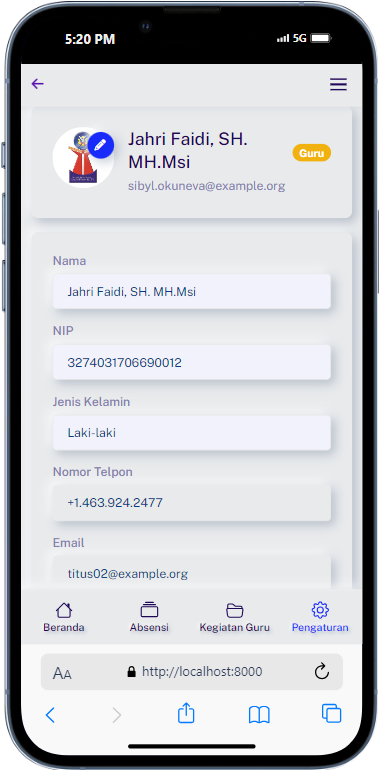 5:20 PM
5G
Jahri Faidi, SH.
MH.Msi
Guru
sibyl.okuneva@example.org
Nama
Jahri Faidi, SH. MH.Msi
NIP
3274031706690012
Jenis Kelamin
Laki-laki
Nomor Telpon
+1.463.924.2477
Email
titus02@example.org
Beranda
Absensi
Kegiatan Guru
Pengaturan
AA
http://localhost:8000